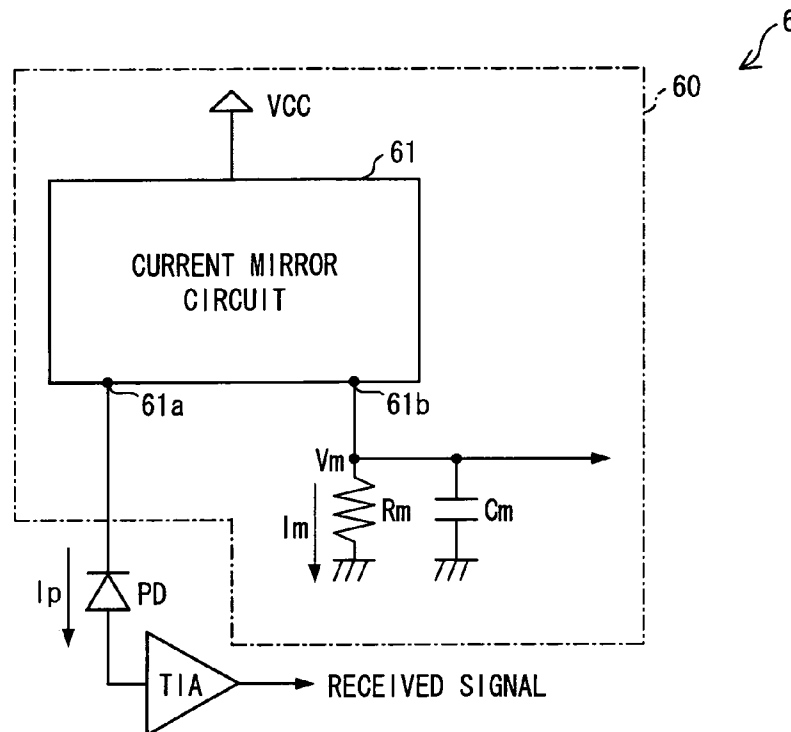 6
60
VCC
61
CURRENT MIRROR
CIRCUIT
61a
61b
Vm
Im
Rm
Cm
Ip
PD
TIA
RECEIVED SIGNAL